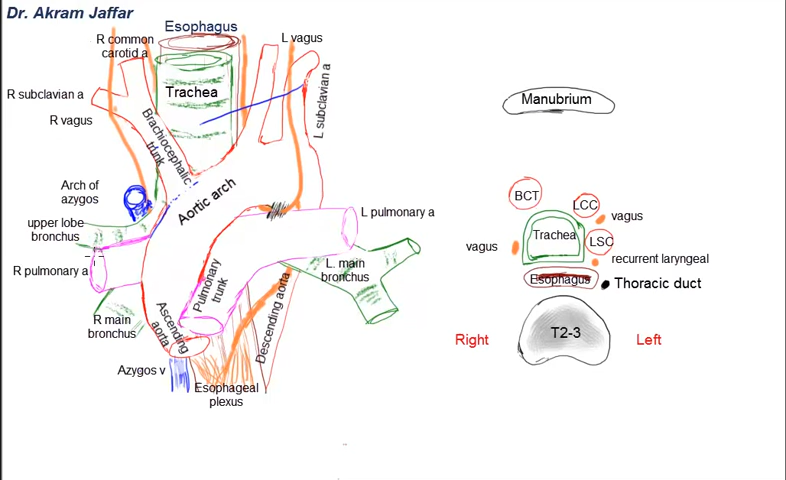 Dr. Akram Jaffar
Esophagus
R common
carotid a
L vagus
Trachea
R subclavian a
L subclavian a
R vagus
Brachiocephalic
trunk
Arch of
azygos
Aortic arch
upper lobe
bronchus
L pulmonary a
R pulmonary a
L. main
bronchus
Pulmonary
trunk
R main
bronchus
Ascending
aorta
Descending aorta
Azygos v
Esophageal
plexus
Manubrium
BCT
LCC
vagus
Trachea
LSC
vagus
recurrent laryngeal
Esophagus
Thoracic duct
T2-3
Right
Left